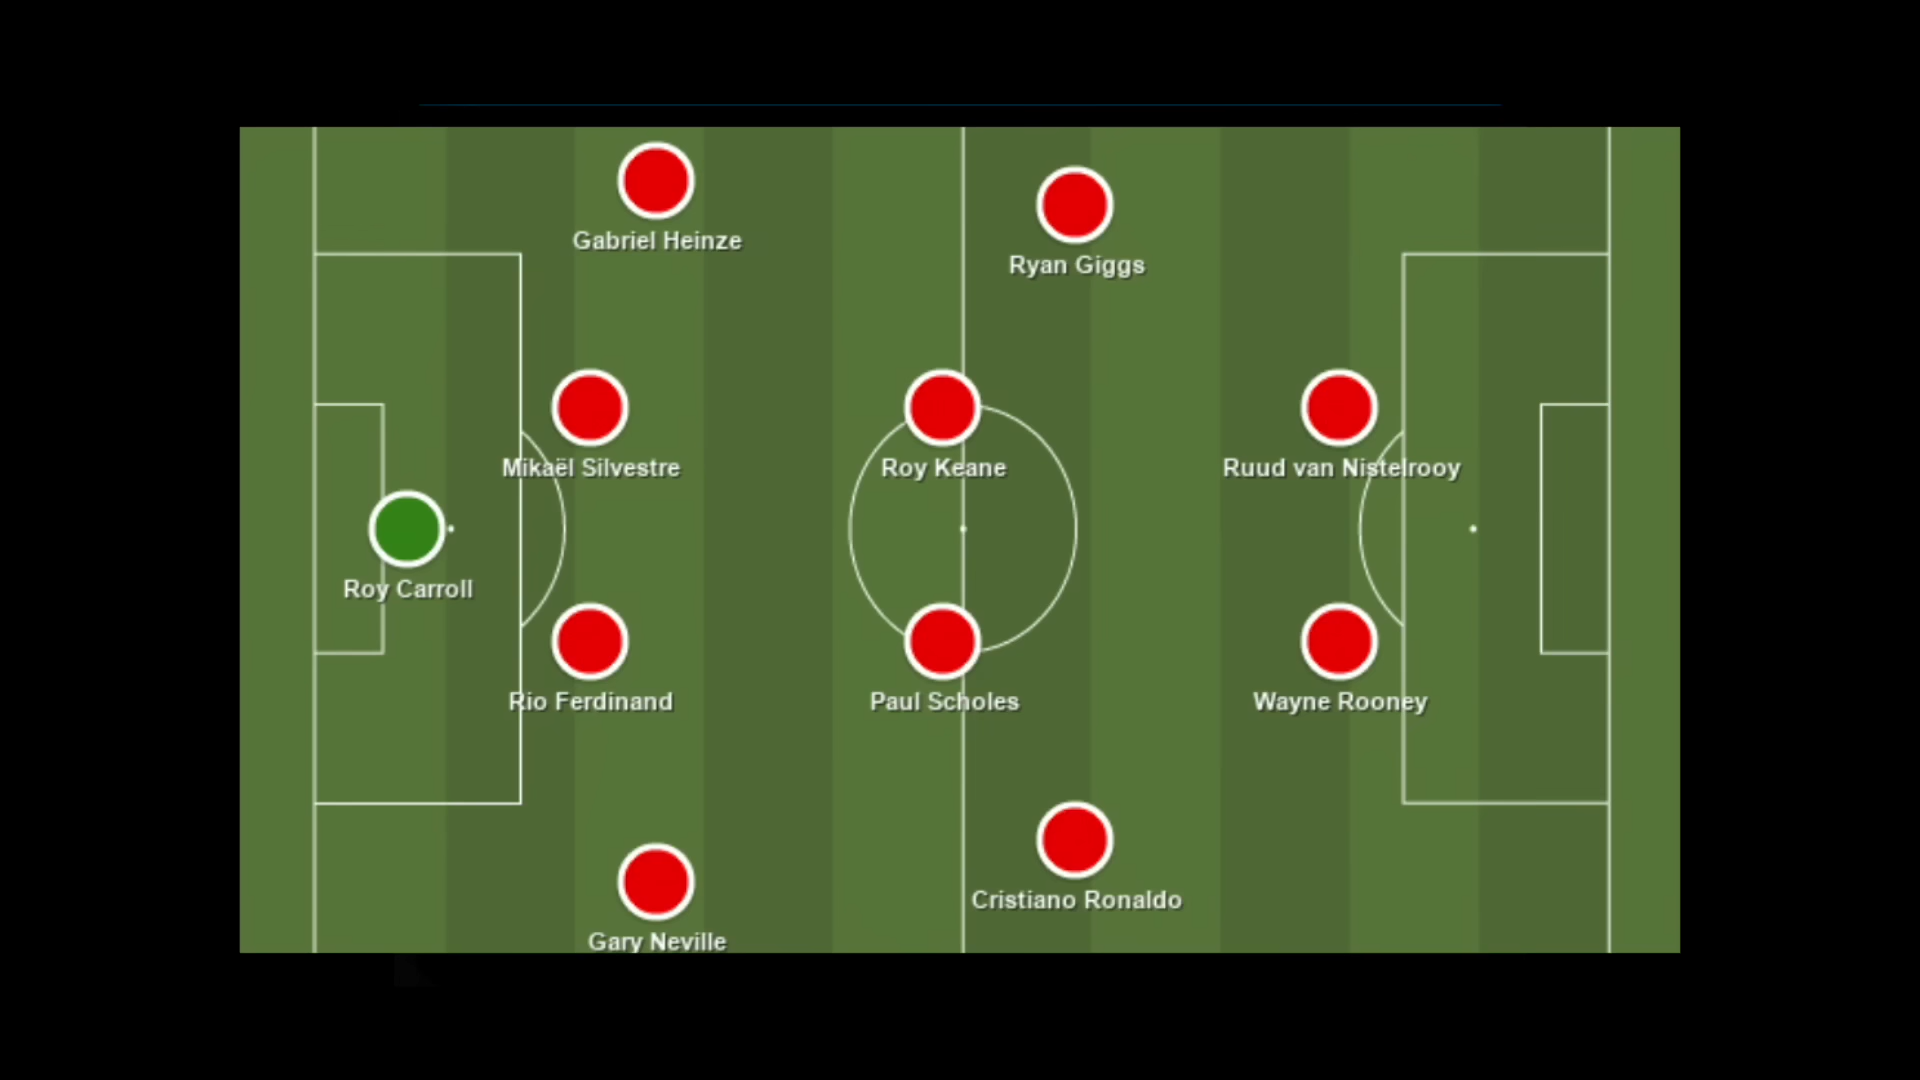 Gabriel Heinze
Ryan Giggs
Mikaël Silvestre
Roy Keane
Ruud van Nistelrooy
Roy Carroll
Rio Ferdinand
Paul Scholes
Wayne Rooney
Cristiano Ronaldo
Gary Neville